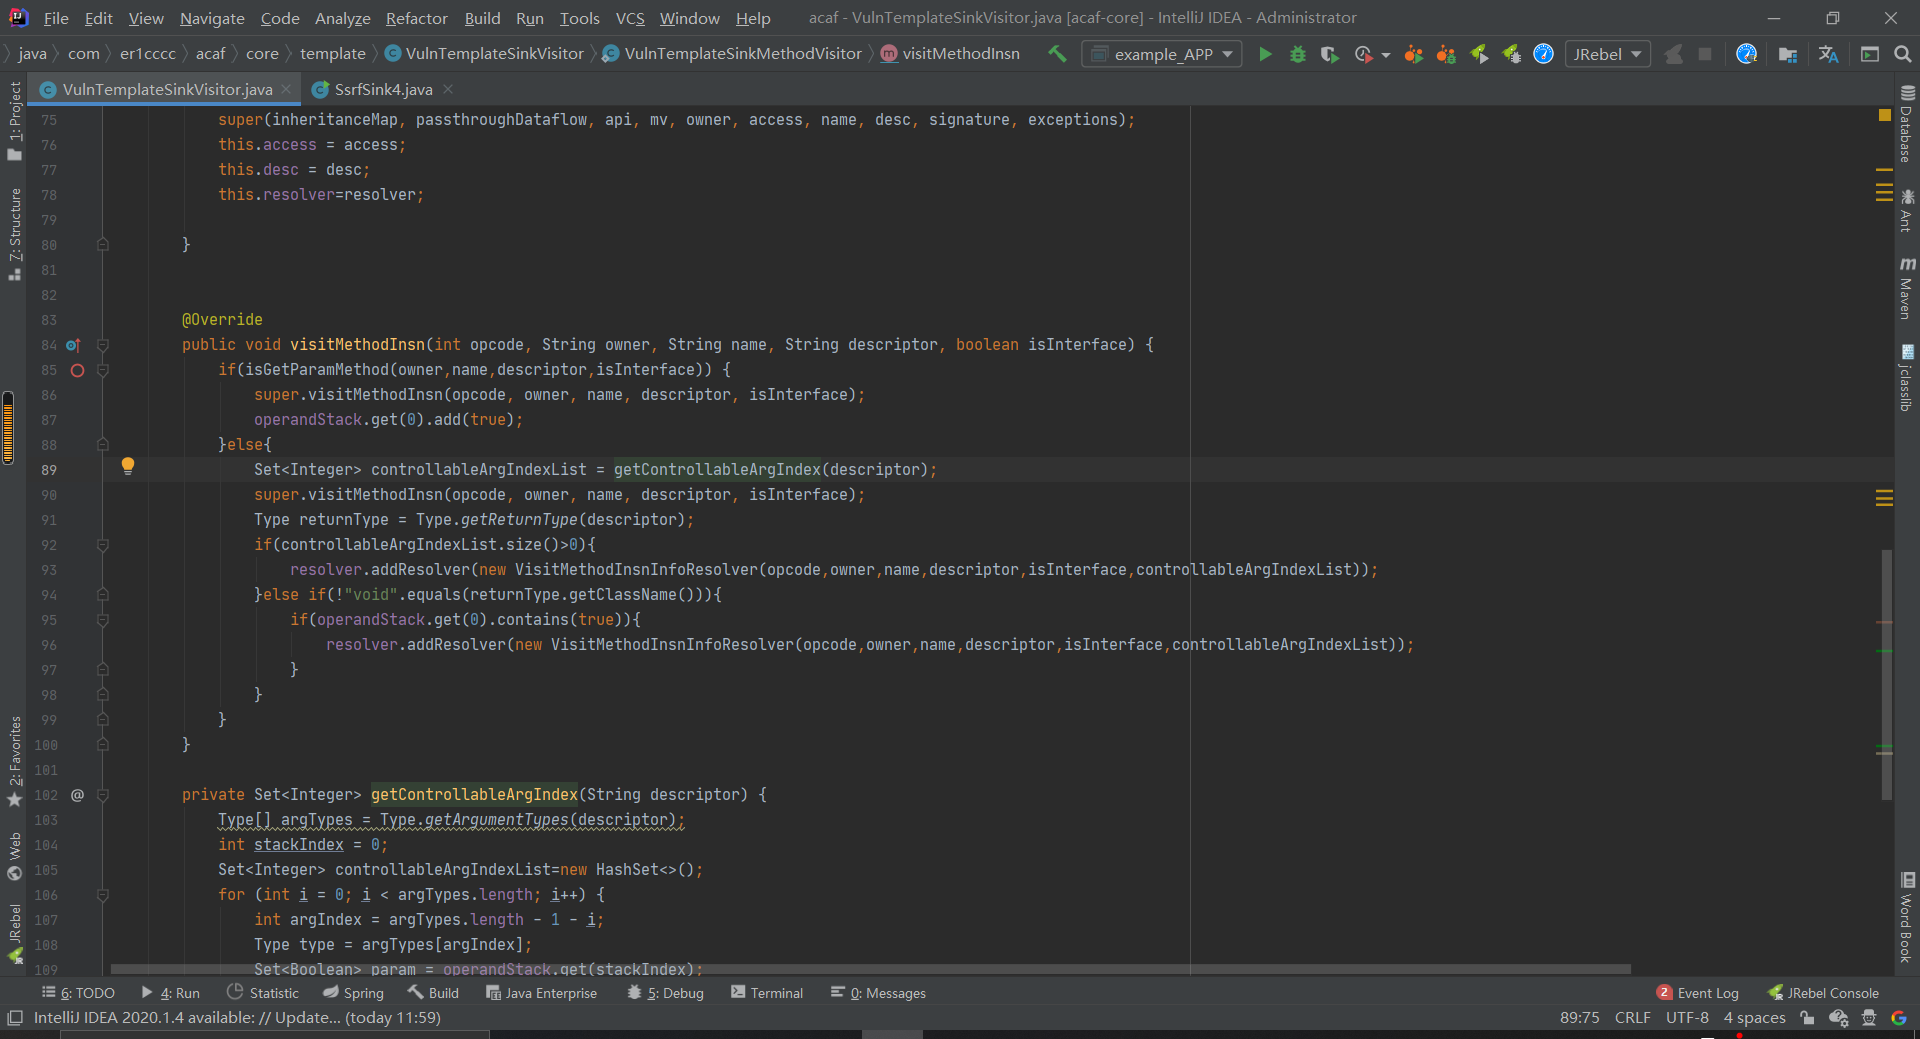 File Edit View Navigate Code Analyze Refactor Build Run Tools VCS Window Help acaf - VulnTemplateSinkVisitor.java [acaf-core] - IntelliJ IDEA - Administrator
java com er1cccc acaf core template VulnTemplateSinkVisitor VulnTemplateSinkMethodVisitor visitMethodInsn example_APP JRebel
VulnTemplateSinkVisitor.java SsrfSink4.java
1: Project
7: Structure
2: Favorites
Web
JRebel
75 super(inheritanceMap, passthroughDataflow, api, mv, owner, access, name, desc, signature, exceptions);
76 this.access = access;
77 this.desc = desc;
78 this.resolver=resolver;
79
80 }
81
82
83 @Override
84 public void visitMethodInsn(int opcode, String owner, String name, String descriptor, boolean isInterface) {
85 if(isGetParamMethod(owner,name,descriptor,isInterface)) {
86 super.visitMethodInsn(opcode, owner, name, descriptor, isInterface);
87 operandStack.get(0).add(true);
88 }else{
89 Set<Integer> controllableArgIndexList = getControllableArgIndex(descriptor);
90 super.visitMethodInsn(opcode, owner, name, descriptor, isInterface);
91 Type returnType = Type.getReturnType(descriptor);
92 if(controllableArgIndexList.size()>0){
93 resolver.addResolver(new VisitMethodInsnInfoResolver(opcode,owner,name,descriptor,isInterface,controllableArgIndexList));
94 }else if(!"void".equals(returnType.getClassName())){
95 if(operandStack.get(0).contains(true)){
96 resolver.addResolver(new VisitMethodInsnInfoResolver(opcode,owner,name,descriptor,isInterface,controllableArgIndexList));
97 }
98 }
99 }
100 }
101
102 @ private Set<Integer> getControllableArgIndex(String descriptor) {
103 Type[] argTypes = Type.getArgumentTypes(descriptor);
104 int stackIndex = 0;
105 Set<Integer> controllableArgIndexList=new HashSet<>();
106 for (int i = 0; i < argTypes.length; i++) {
107 int argIndex = argTypes.length - 1 - i;
108 Type type = argTypes[argIndex];
109 Set<Boolean> param = operandStack.get(stackIndex);
Database
Ant
Maven
jclasslib
Word Book
6: TODO 4: Run Statistic Spring Build Java Enterprise 5: Debug Terminal 0: Messages 2 Event Log JRebel Console
IntelliJ IDEA 2020.1.4 available: // Update... (today 11:59) 89:75 CRLF UTF-8 4 spaces